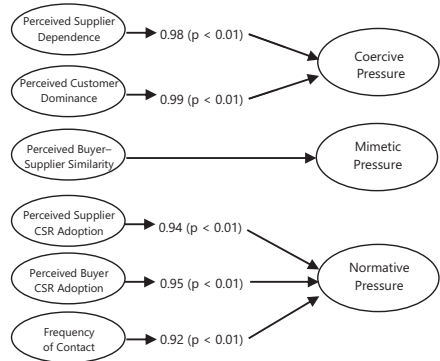 Perceived Supplier
Dependence
0.98 (p < 0.01)
Coercive
Pressure
Perceived Customer
Dominance
0.99 (p < 0.01)
Perceived Buyer–
Supplier Similarity
Mimetic
Pressure
Perceived Supplier
CSR Adoption
0.94 (p < 0.01)
Perceived Buyer
CSR Adoption
0.95 (p < 0.01)
Normative
Pressure
Frequency
of Contact
0.92 (p < 0.01)